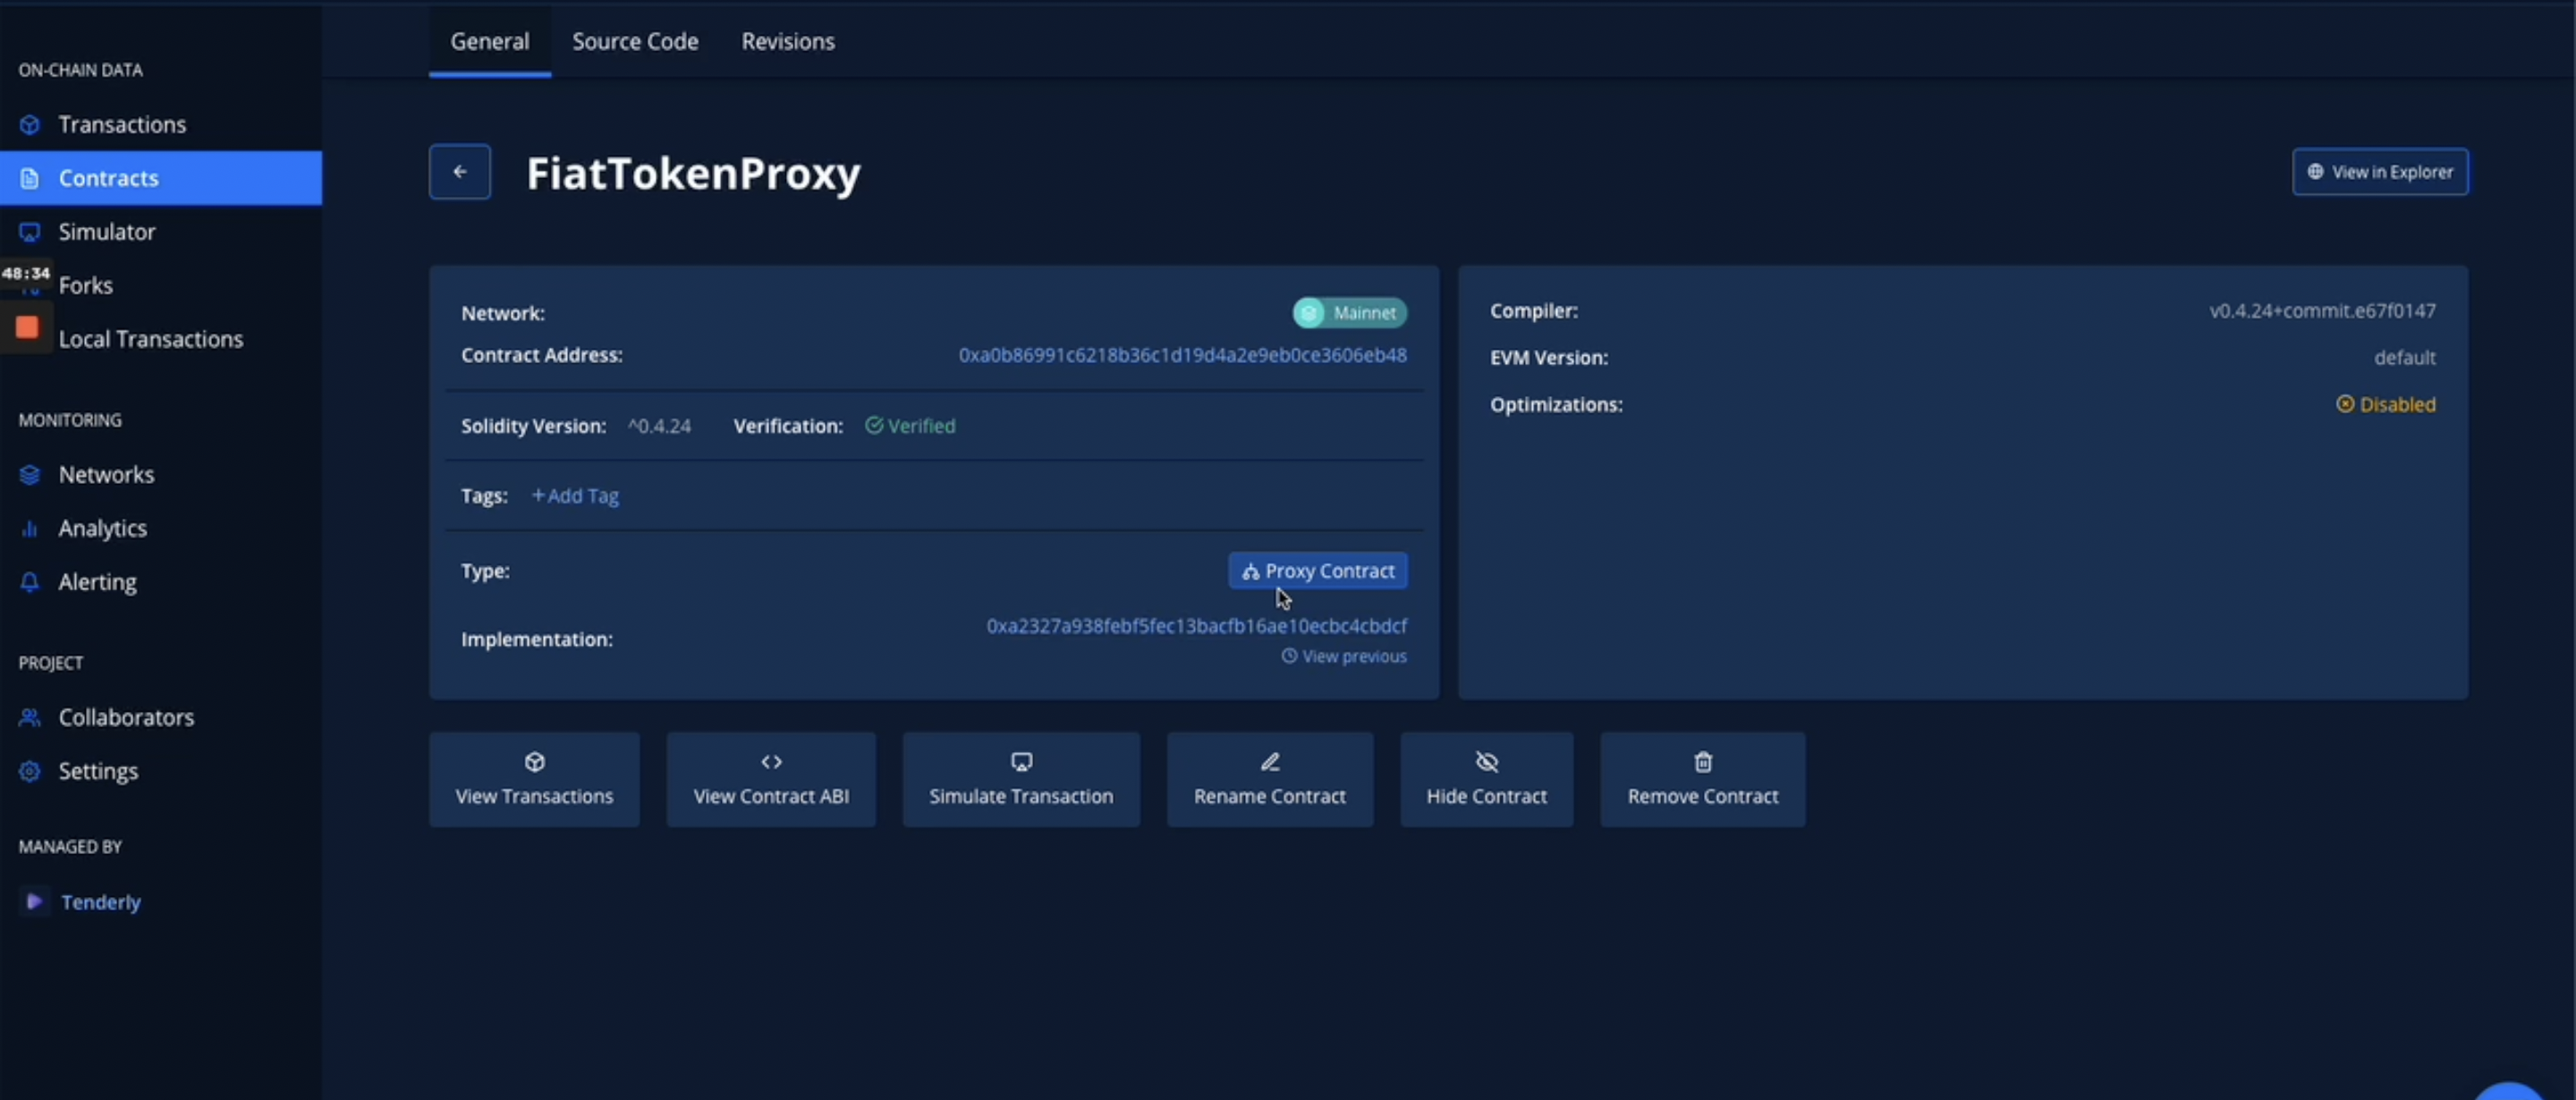 General Source Code Revisions
ON-CHAIN DATA
Transactions
Contracts
Simulator
48:34
Forks
Local Transactions
MONITORING
Networks
Analytics
Alerting
PROJECT
Collaborators
Settings
MANAGED BY
Tenderly
FiatTokenProxy
View in Explorer
Network: Mainnet
Contract Address: 0xa0b86991c6218b36c1d19d4a2e9eb0ce3606eb48
Solidity Version: ^0.4.24 Verification: Verified
Tags: +Add Tag
Type: Proxy Contract
Implementation: 0xa2327a938febf5fec13bacfb16ae10ecbc4cbdcf
View previous
Compiler: v0.4.24+commit.e67f0147
EVM Version: default
Optimizations: Disabled
View Transactions
View Contract ABI
Simulate Transaction
Rename Contract
Hide Contract
Remove Contract